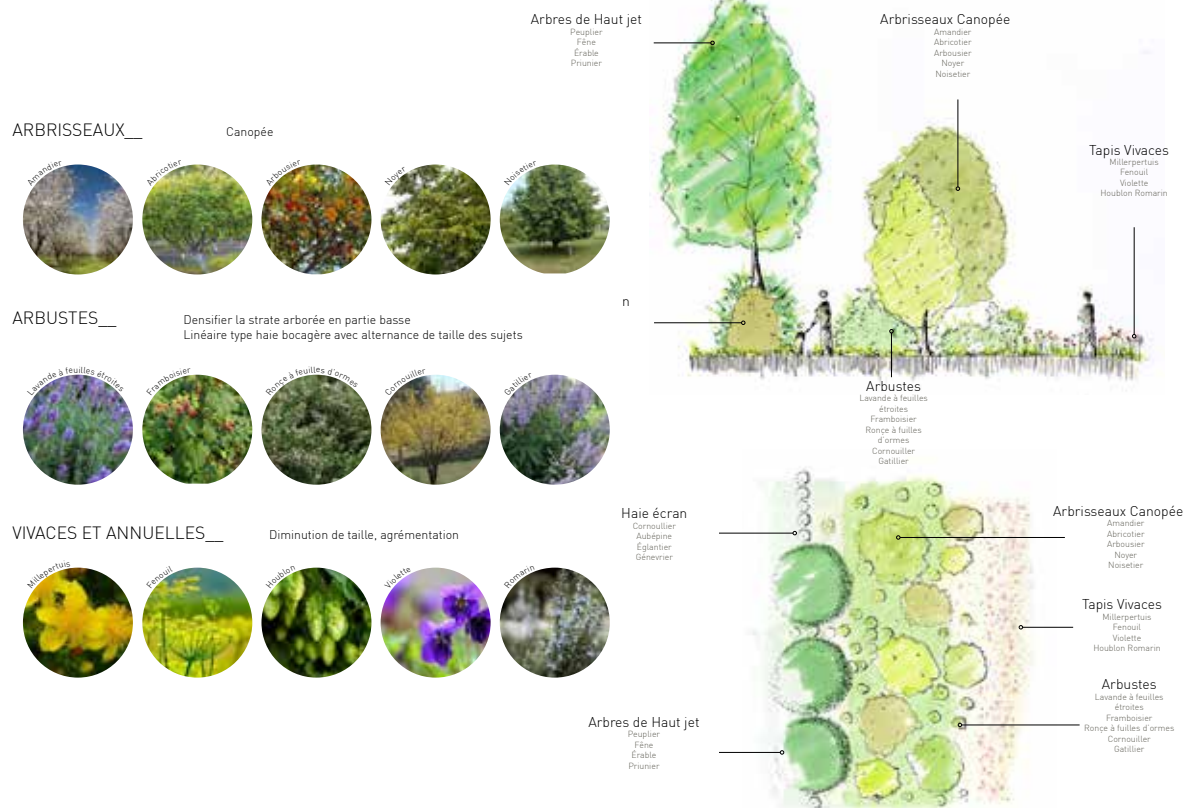 ARBRISSEAUX__
Canopée
Amandier
Abricotier
Arbousier
Noyer
Noisetier
ARBUSTES__
Densifier la strate arborée en partie basse
Linéaire type haie bocagère avec alternance de taille des sujets
Lavande à feuilles étroites
Framboisier
Ronçe à feuilles d'ormes
Cornouiller
Gatillier
VIVACES ET ANNUELLES__
Diminution de taille, agrémentation
Millepertuis
Fenouil
Houblon
Violette
Romarin
Arbres de Haut jet
Peuplier
Fêne
Érable
Priunier
Arbrisseaux Canopée
Amandier
Abricotier
Arbousier
Noyer
Noisetier
Tapis Vivaces
Millerpertuis
Fenouil
Violette
Houblon Romarin
n
Arbustes
Lavande à feuilles
étroites
Framboisier
Ronçe à fuilles
d'ormes
Cornouiller
Gatillier
Haie écran
Cornoullier
Aubépine
Églantier
Génevrier
Arbrisseaux Canopée
Amandier
Abricotier
Arbousier
Noyer
Noisetier
Tapis Vivaces
Millerpertuis
Fenouil
Violette
Houblon Romarin
Arbustes
Lavande à feuilles
étroites
Framboisier
Ronçe à fuilles d'ormes
Cornouiller
Gatillier
Arbres de Haut jet
Peuplier
Fêne
Érable
Priunier